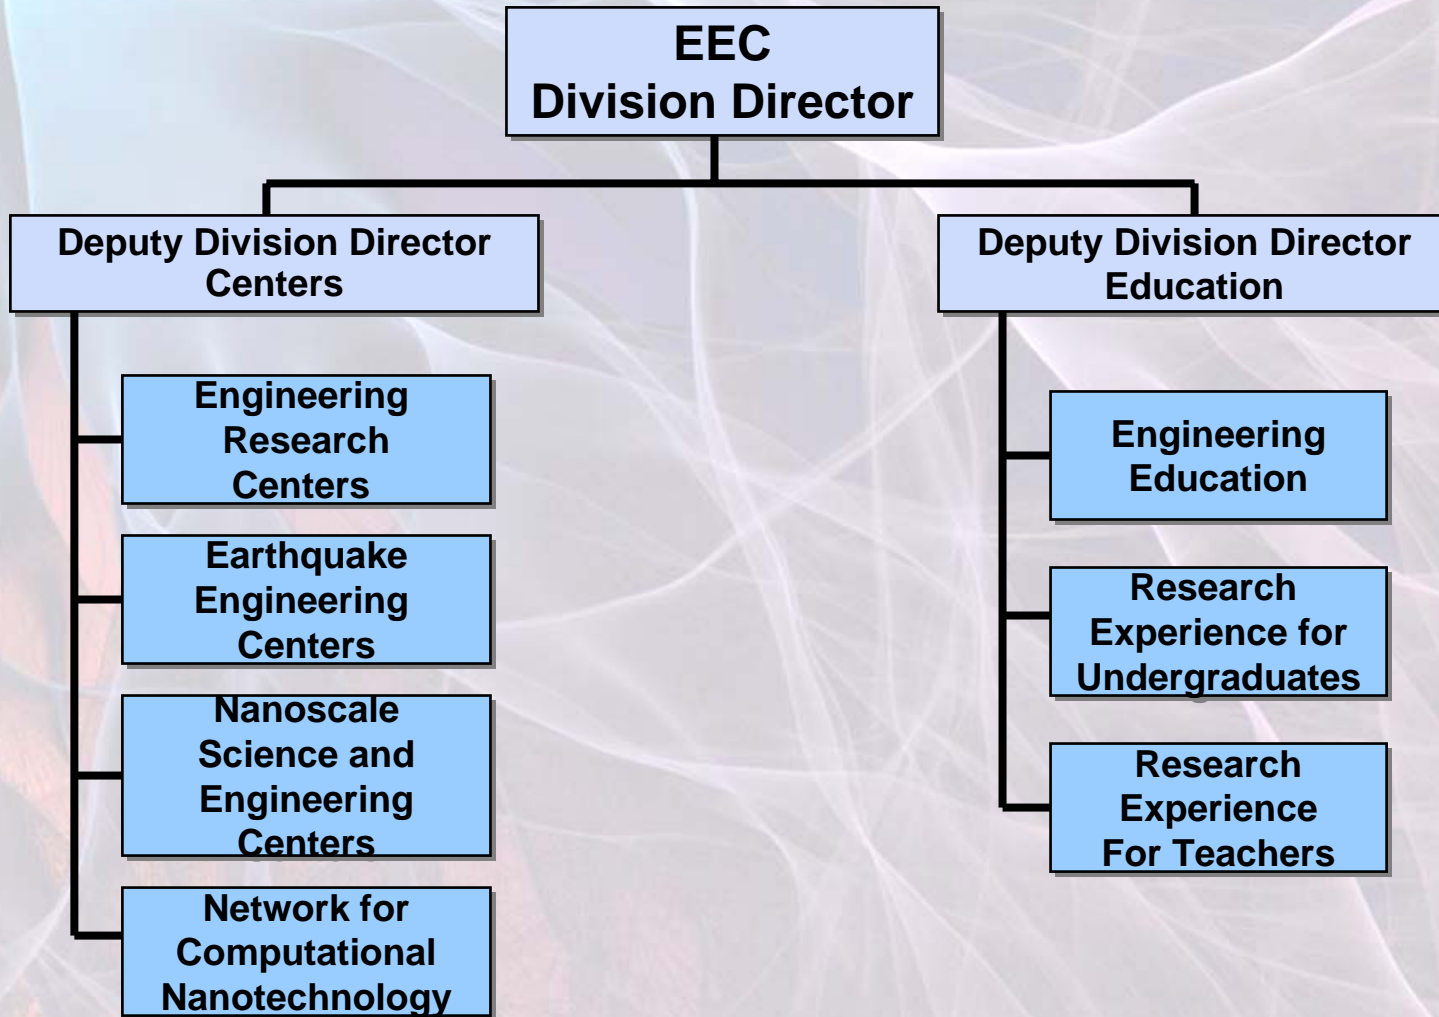 EEC
Division Director
Deputy Division Director
Centers
Engineering
Research
Centers
Earthquake
Engineering
Centers
Nanoscale
Science and
Engineering
Centers
Network for
Computational
Nanotechnology
Deputy Division Director
Education
Engineering
Education
Research
Experience for
Undergraduates
Research
Experience
For Teachers